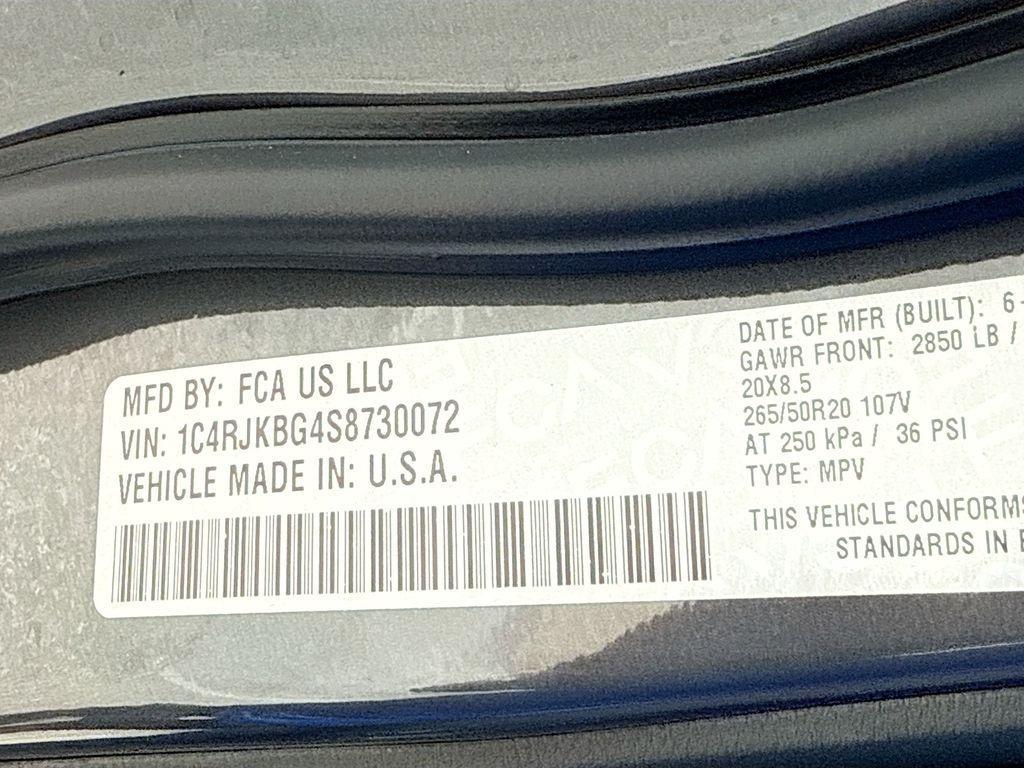 MFD BY: FCA US LLC
VIN: 1C4RJKBG4S8730072
VEHICLE MADE IN: U.S.A.
DATE OF MFR (BUILT): 6-
GAWR FRONT: 2850 LB /
20X8.5
265/50R20 107V
AT 250 kPa / 36 PSI
TYPE: MPV
THIS VEHICLE CONFORMS
STANDARDS IN